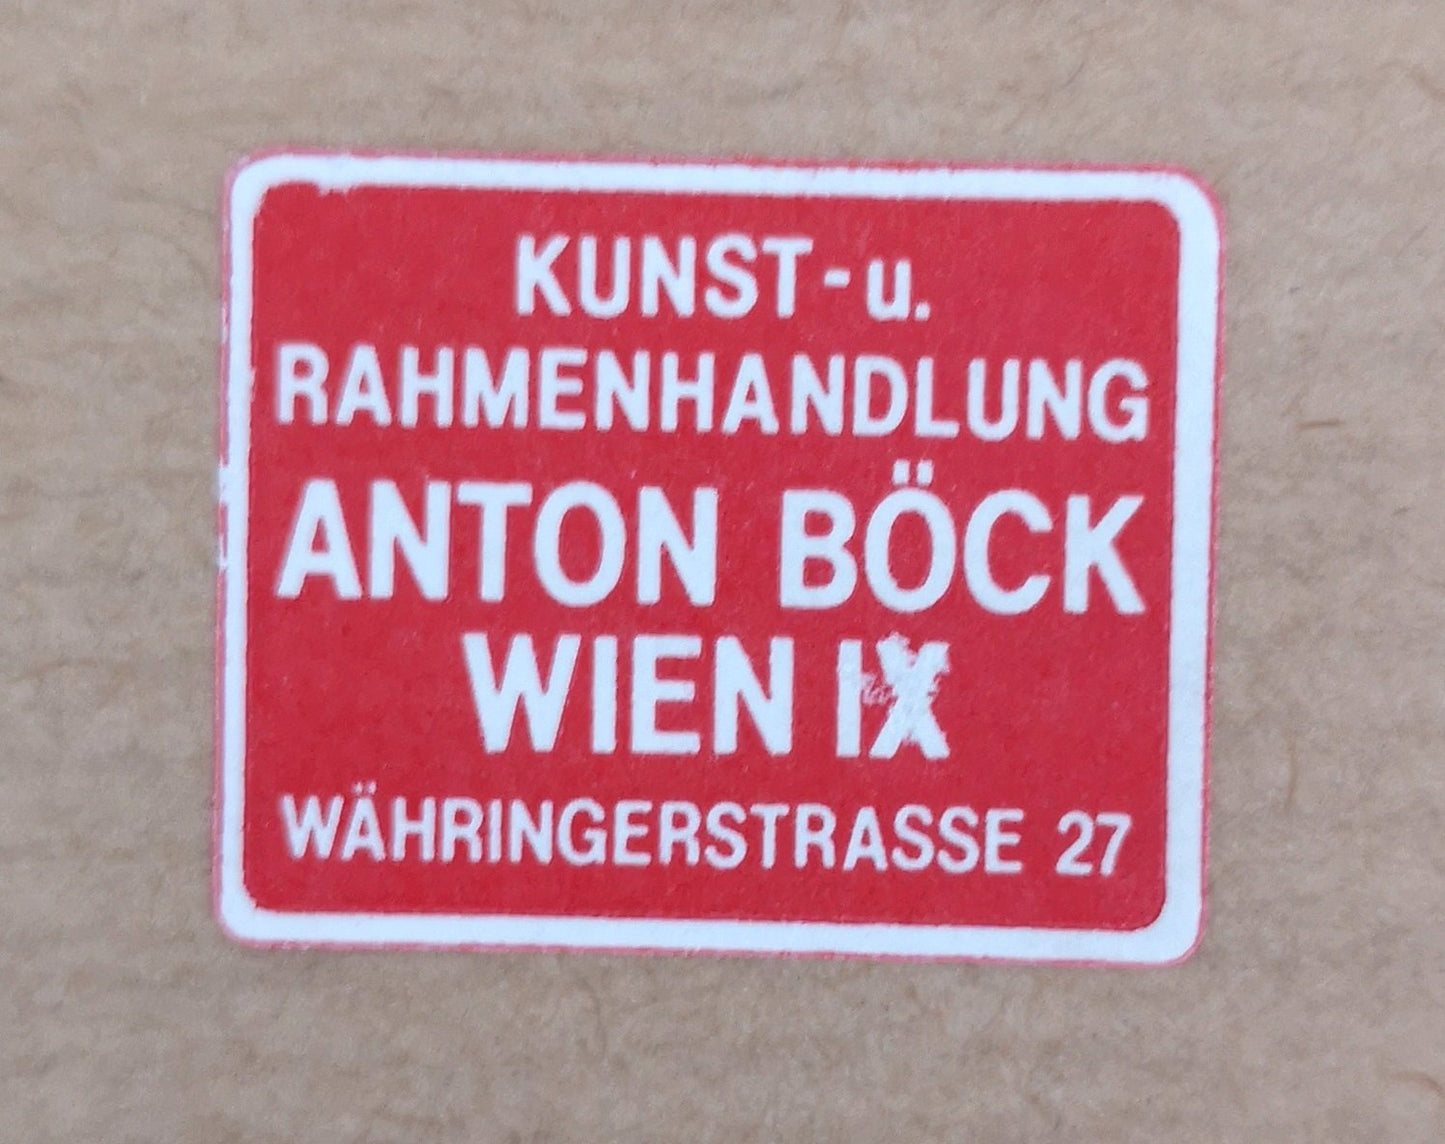 KUNST-u.
RAHMENHANDLUNG
ANTON BÖCK
WIEN IX
WÄHRINGERSTRASSE 27